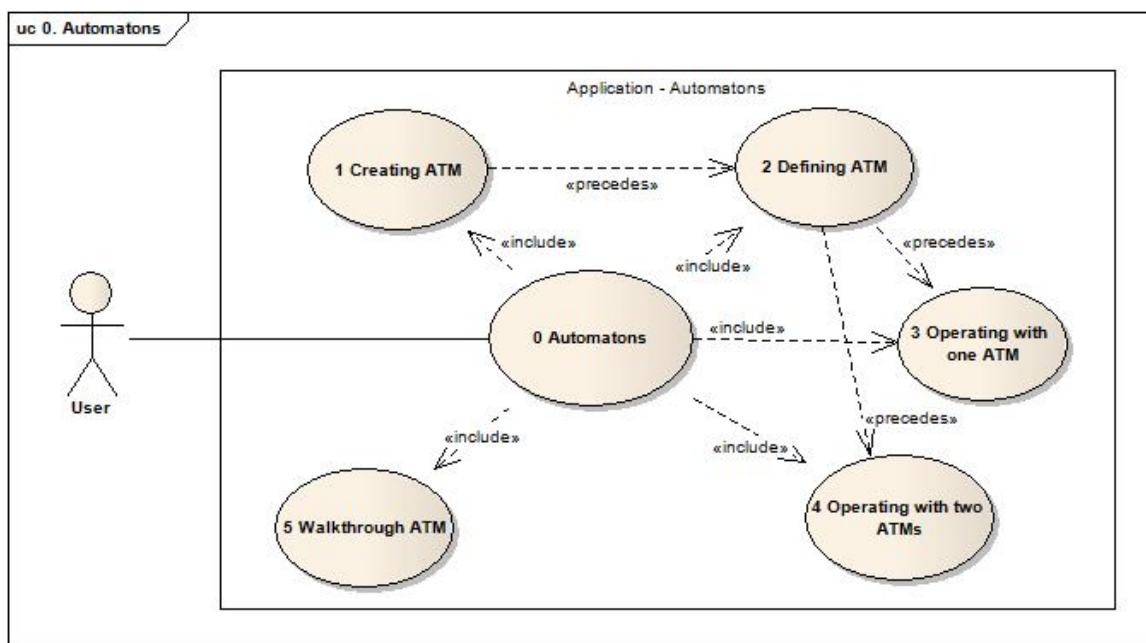 uc 0. Automatons
Application - Automatons
1 Creating ATM
«precedes»
2 Defining ATM
«include»
«include»
«precedes»
0 Automatons
«include»
3 Operating with
one ATM
User
«include»
«include»
«precedes»
5 Walkthrough ATM
4 Operating with two
ATMs